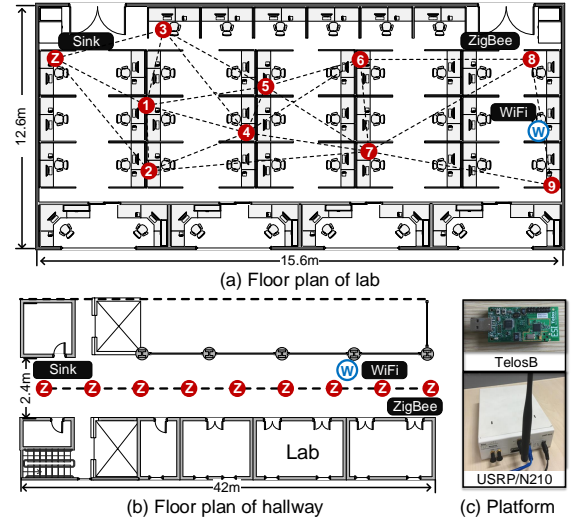 Sink
3
ZigBee
Z
6
8
5
1
WiFi
4
W
7
2
9
12.6m
15.6m
(a) Floor plan of lab
Sink
W
WiFi
Z Z Z Z Z Z Z Z Z
ZigBee
2.4m
Lab
42m
(b) Floor plan of hallway
TelosB
USRP/N210
(c) Platform